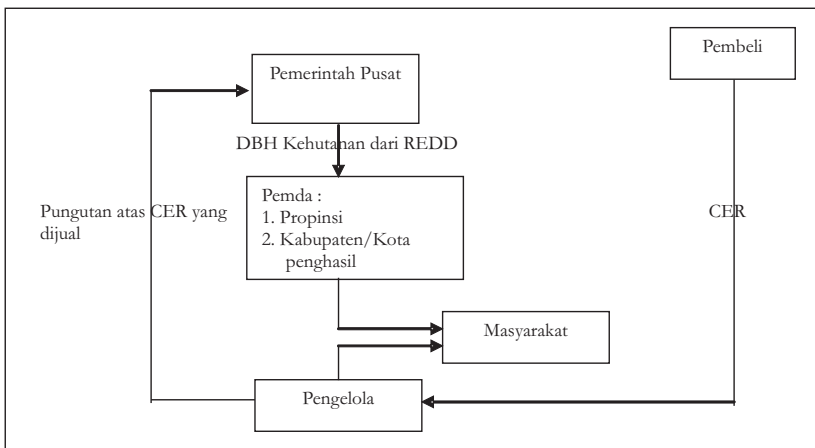 Pembeli
Pemerintah Pusat
DBH Kehutanan dari REDD
Pemda :
1. Propinsi
2. Kabupaten/Kota
penghasil
Pungutan atas CER yang
dijual
CER
Masyarakat
Pengelola